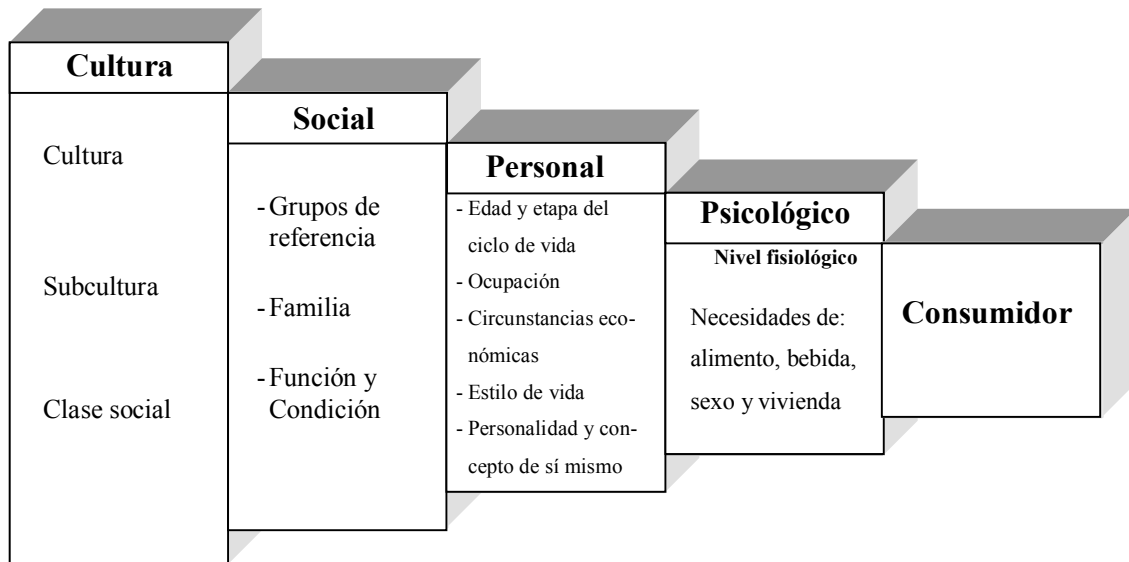 Cultura
Cultura
Subcultura
Clase social
Social
- Grupos de
referencia
- Familia
- Función y
Condición
Personal
- Edad y etapa del
ciclo de vida
- Ocupación
- Circunstancias eco-
nómicas
- Estilo de vida
- Personalidad y con-
cepto de sí mismo
Psicológico
Nivel fisiológico
Necesidades de:
alimento, bebida,
sexo y vivienda
Consumidor